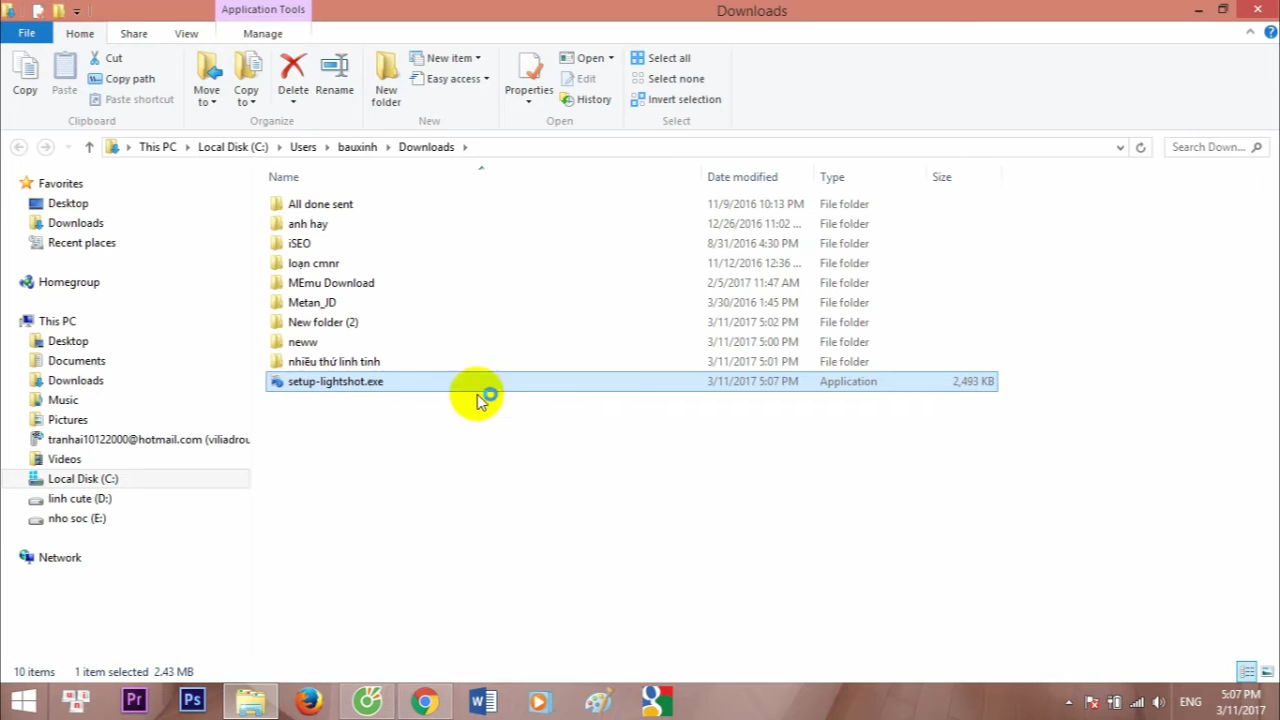 Application Tools
Downloads
File
Home
Share
View
Manage
Copy
Paste
Cut
Copy path
Paste shortcut
Clipboard
Move
to
Copy
to
Delete
Rename
Organize
New
folder
New item
Easy access
New
Properties
Open
Edit
History
Open
Select all
Select none
Invert selection
Select
This PC
Local Disk (C:)
Users
bauxinh
Downloads
Search Down...
Name
Date modified
Type
Size
Favorites
Desktop
Downloads
Recent places
Homegroup
This PC
Desktop
Documents
Downloads
Music
Pictures
tranhai10122000@hotmail.com (viliadrou
Videos
Local Disk (C:)
linh cute (D:)
nho soc (E:)
Network
All done sent 11/9/2016 10:13 PM File folder
anh hay 12/26/2016 11:02 ... File folder
iSEO 8/31/2016 4:30 PM File folder
loạn cmnr 11/12/2016 12:36 ... File folder
MEmu Download 2/5/2017 11:47 AM File folder
Metan_JD 3/30/2016 1:45 PM File folder
New folder (2) 3/11/2017 5:02 PM File folder
neww 3/11/2017 5:00 PM File folder
nhiều thứ linh tinh 3/11/2017 5:01 PM File folder
setup-lightshot.exe 3/11/2017 5:07 PM Application 2,493 KB
10 items 1 item selected 2.43 MB
Pr
Ps
ENG
5:07 PM
3/11/2017